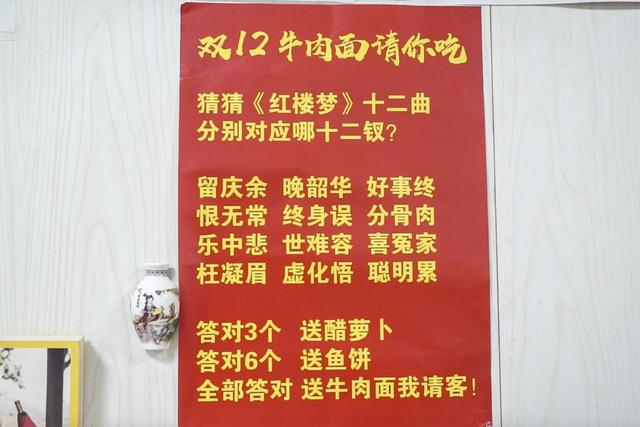 双12牛肉面请你吃
猜猜《红楼梦》十二曲
分别对应哪十二钗？
留庆余 晚韶华 好事终
恨无常 终身误 分骨肉
乐中悲 世难容 喜冤家
枉凝眉 虚化悟 聪明累
答对3个 送醋萝卜
答对6个 送鱼饼
全部答对 送牛肉面我请客！